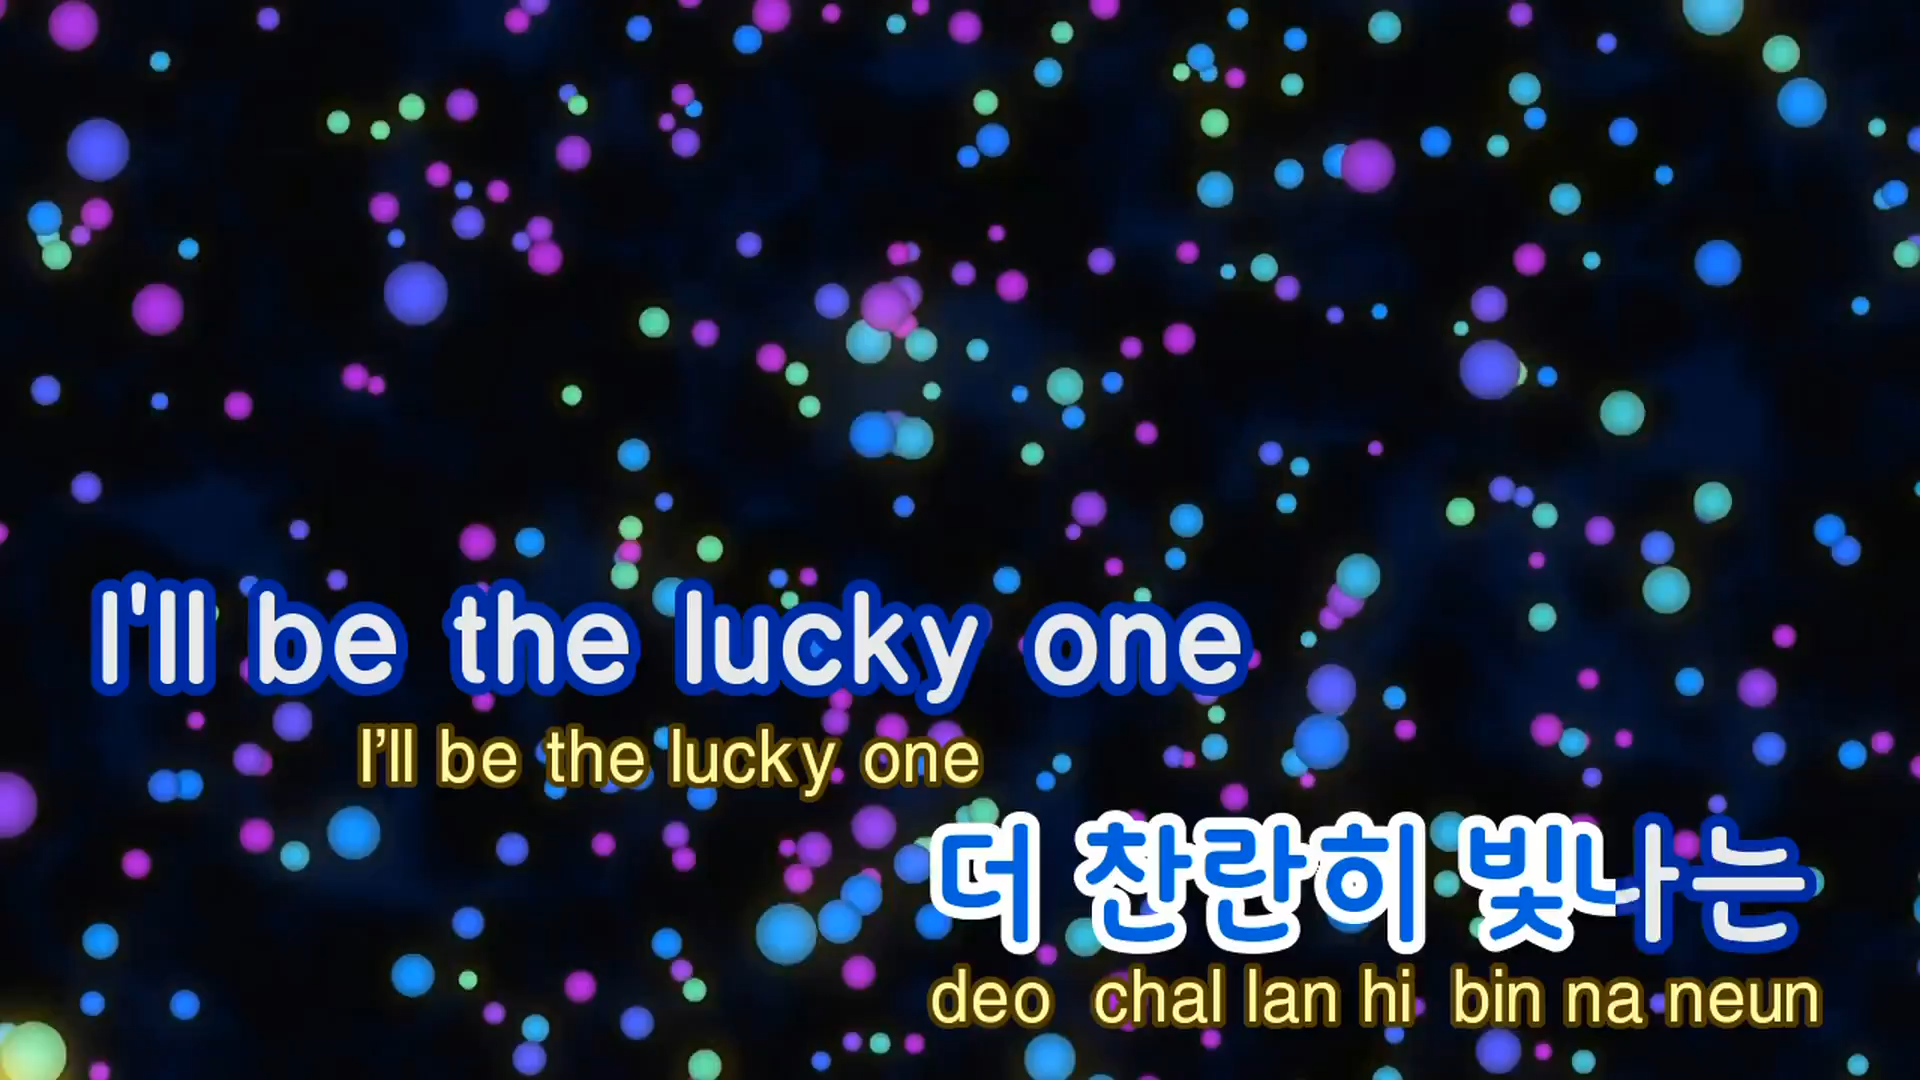 I'll be the lucky one
I’ll be the lucky one
더 찬란히 빛나는
deo chal lan hi bin na neun